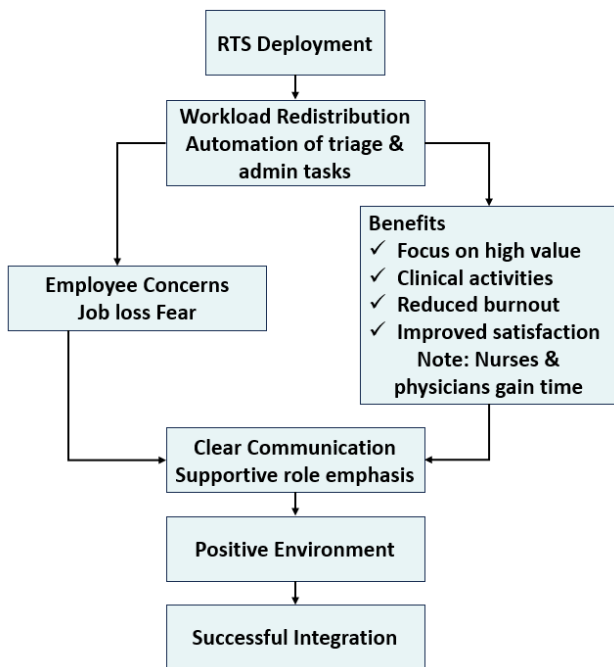 RTS Deployment
Workload Redistribution
Automation of triage &
admin tasks
Employee Concerns
Job loss Fear
Benefits
✓ Focus on high value
✓ Clinical activities
✓ Reduced burnout
✓ Improved satisfaction
Note: Nurses &
physicians gain time
Clear Communication
Supportive role emphasis
Positive Environment
Successful Integration